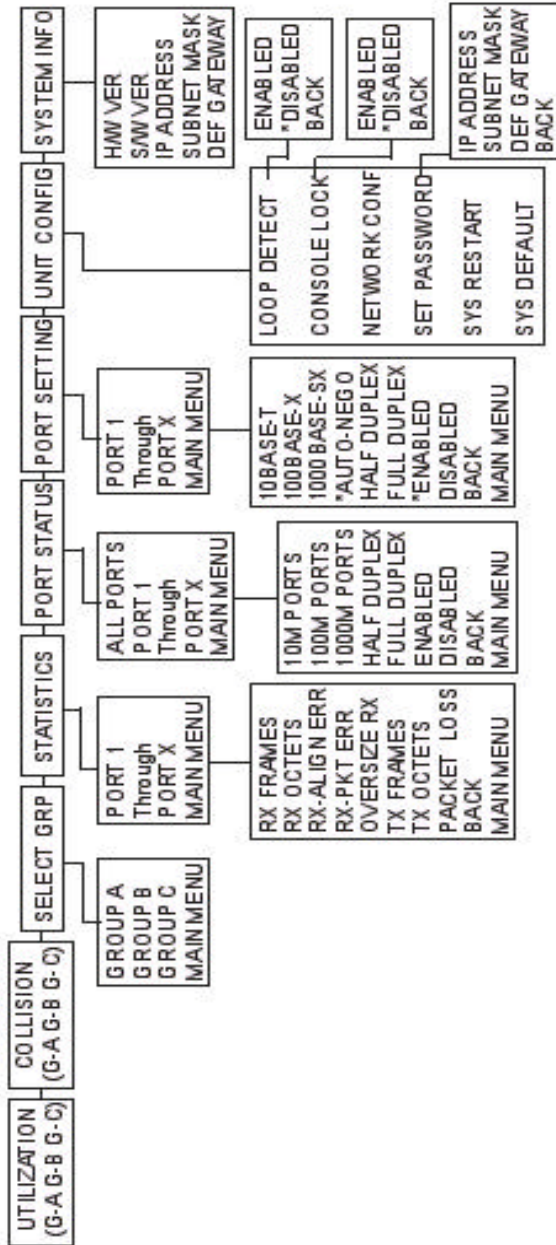 UTILIZATION
(G-A G-B G-C)
COLLISION
(G-A G-B G-C)
SELECT GRP
STATISTICS
PORT STATUS
PORT SETTING
UNIT CONFIG
SYSTEM INFO
GROUP A
GROUP B
GROUP C
MAIN MENU
PORT 1
Through
PORT X
MAIN MENU
RX FRAMES
RX OCTETS
RX-ALIGN ERR
RX-PKT ERR
OVERSIZE RX
TX FRAMES
TX OCTETS
PACKET LOSS
BACK
MAIN MENU
ALL PORTS
PORT 1
Through
PORT X
MAIN MENU
10M PORTS
100M PORTS
1000M PORTS
HALF DUPLEX
FULL DUPLEX
ENABLED
DISABLED
BACK
MAIN MENU
PORT 1
Through
PORT X
MAIN MENU
10BASE-T
100BASE-X
1000BASE-SX
*AUTO-NEGO
HALF DUPLEX
FULL DUPLEX
*ENABLED
DISABLED
BACK
MAIN MENU
LOOP DETECT
CONSOLE LOCK
NETWORK CONF
SET PASSWORD
SYS RESTART
SYS DEFAULT
H/W VER
S/W VER
IP ADDRESS
SUBNET MASK
DEF GATEWAY
ENABLED
*DISABLED
BACK
ENABLED
*DISABLED
BACK
IP ADDRESS
SUBNET MASK
DEF GATEWAY
BACK